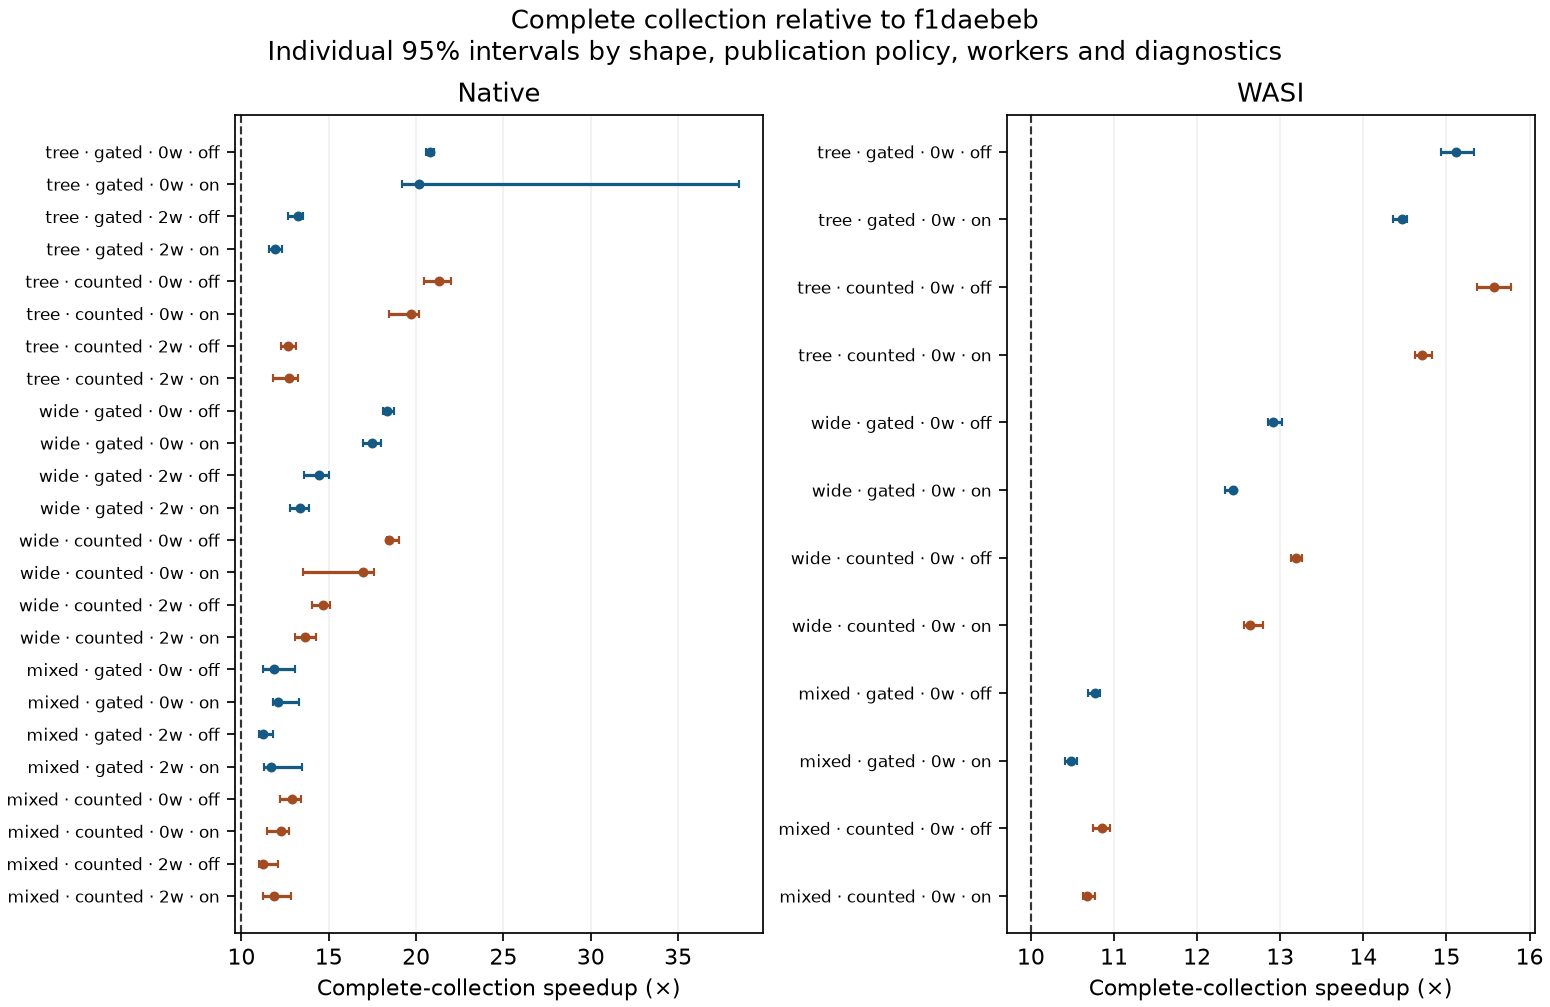 Complete collection relative to f1daebeb
Individual 95% intervals by shape, publication policy, workers and diagnostics
Native
tree · gated · 0w · off
tree · gated · 0w · on
tree · gated · 2w · off
tree · gated · 2w · on
tree · counted · 0w · off
tree · counted · 0w · on
tree · counted · 2w · off
tree · counted · 2w · on
wide · gated · 0w · off
wide · gated · 0w · on
wide · gated · 2w · off
wide · gated · 2w · on
wide · counted · 0w · off
wide · counted · 0w · on
wide · counted · 2w · off
wide · counted · 2w · on
mixed · gated · 0w · off
mixed · gated · 0w · on
mixed · gated · 2w · off
mixed · gated · 2w · on
mixed · counted · 0w · off
mixed · counted · 0w · on
mixed · counted · 2w · off
mixed · counted · 2w · on
10 15 20 25 30 35
Complete-collection speedup (×)
WASI
tree · gated · 0w · off
tree · gated · 0w · on
tree · counted · 0w · off
tree · counted · 0w · on
wide · gated · 0w · off
wide · gated · 0w · on
wide · counted · 0w · off
wide · counted · 0w · on
mixed · gated · 0w · off
mixed · gated · 0w · on
mixed · counted · 0w · off
mixed · counted · 0w · on
10 11 12 13 14 15 16
Complete-collection speedup (×)